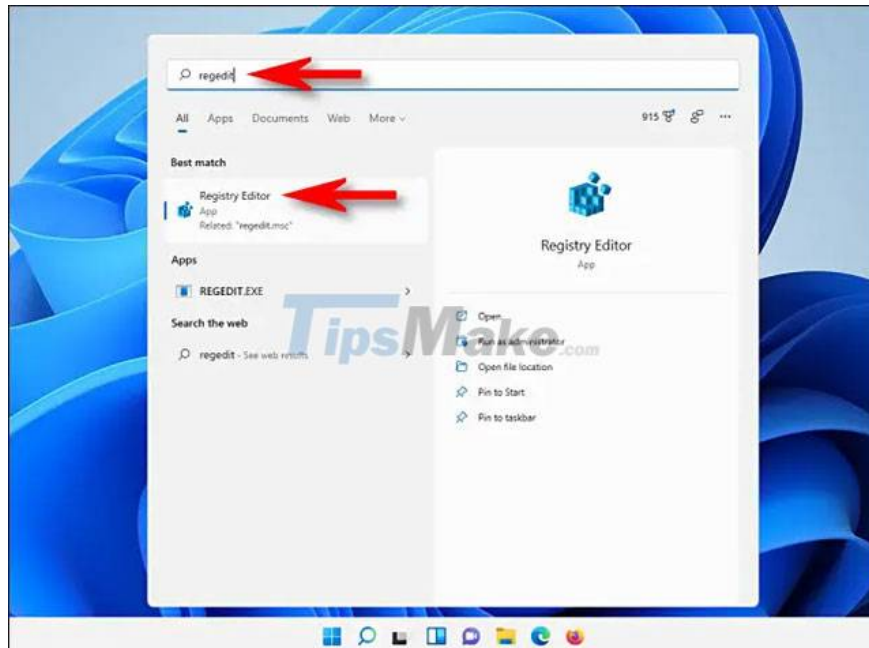 regedit
All Apps Documents Web More
915
Best match
Registry Editor
App
Related: "regedit.msc"
Apps
REGEDIT.EXE
Search the web
regedit - See web results
Registry Editor
App
Open
Run as administrator
Open file location
Pin to Start
Pin to taskbar
TipsMake.com